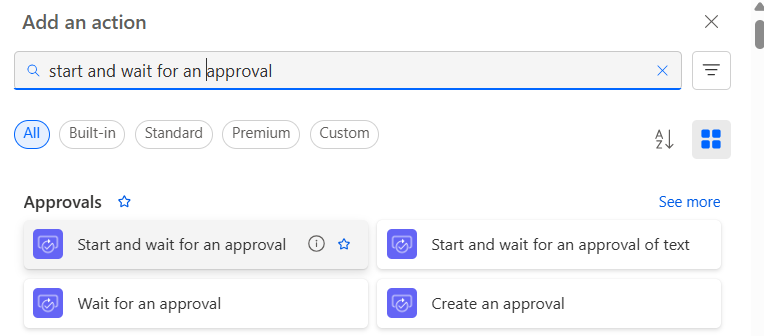 Add an action
start and wait for an approval
All Built-in Standard Premium Custom
A
Z
Approvals See more
Start and wait for an approval Start and wait for an approval of text
Wait for an approval Create an approval